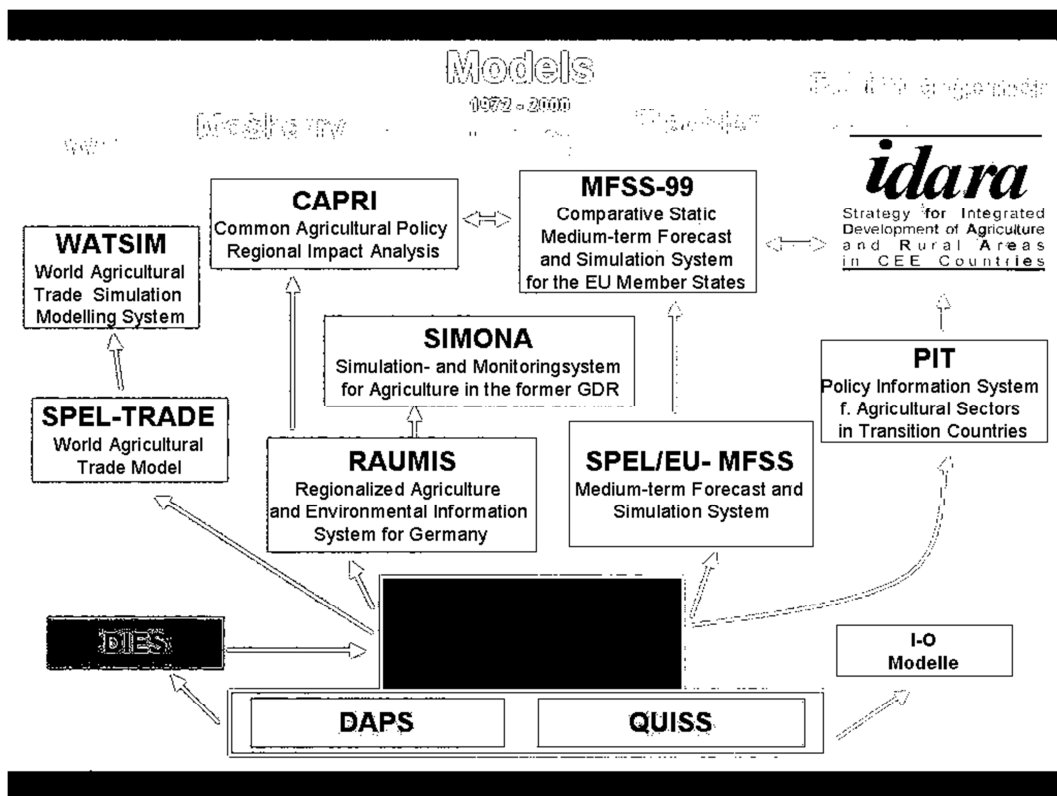 Models
1972 - 2000
CAPRI
Common Agricultural Policy
Regional Impact Analysis
MFSS-99
Comparative Static
Medium-term Forecast
and Simulation System
for the EU Member States
idara
Strategy for Integrated
Development of Agriculture
and Rural Areas
in CEE Countries
WATSIM
World Agricultural
Trade Simulation
Modelling System
SIMONA
Simulation- and Monitoringsystem
for Agriculture in the former GDR
PIT
Policy Information System
f. Agricultural Sectors
in Transition Countries
SPEL-TRADE
World Agricultural
Trade Model
RAUMIS
Regionalized Agriculture
and Environmental Information
System for Germany
SPEL/EU- MFSS
Medium-term Forecast and
Simulation System
DIES
I-O
Modelle
DAPS
QUISS